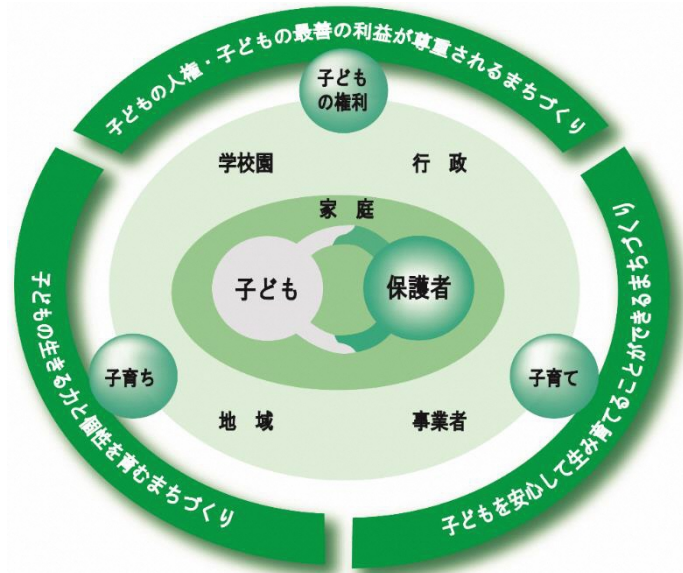 子どもの人権・子どもの最善の利益が尊重されるまちづくり
子ども
の権利
学校園
行 政
家 庭
子ども
保護者
子育ち
子育て
地 域
事業者
子どもの生きる力と個性を育むまちづくり
子どもを安心して生み育てることができるまちづくり